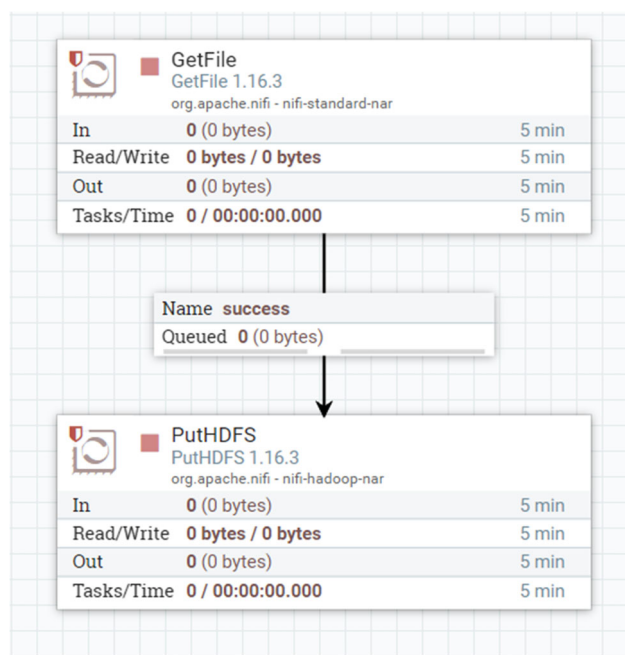 GetFile
GetFile 1.16.3
org.apache.nifi - nifi-standard-nar
In 0 (0 bytes) 5 min
Read/Write 0 bytes / 0 bytes 5 min
Out 0 (0 bytes) 5 min
Tasks/Time 0 / 00:00:00.000 5 min
Name success
Queued 0 (0 bytes)
PutHDFS
PutHDFS 1.16.3
org.apache.nifi - nifi-hadoop-nar
In 0 (0 bytes) 5 min
Read/Write 0 bytes / 0 bytes 5 min
Out 0 (0 bytes) 5 min
Tasks/Time 0 / 00:00:00.000 5 min